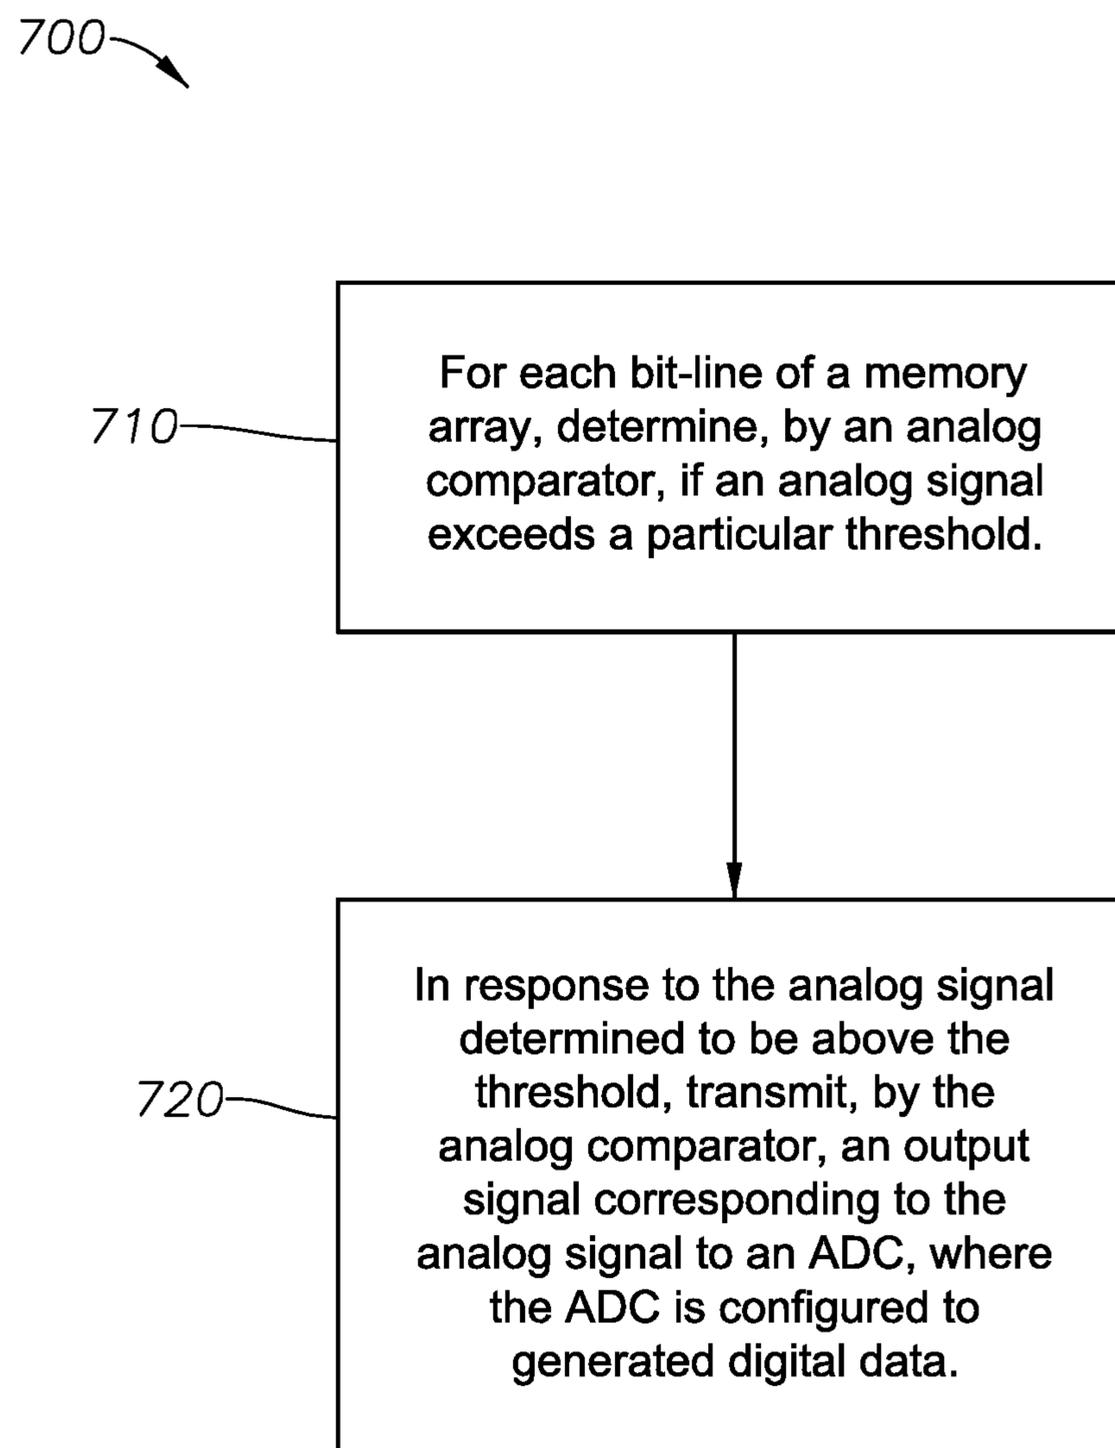 700
710
For each bit-line of a memory
array, determine, by an analog
comparator, if an analog signal
exceeds a particular threshold.
720
In response to the analog signal
determined to be above the
threshold, transmit, by the
analog comparator, an output
signal corresponding to the
analog signal to an ADC, where
the ADC is configured to
generated digital data.